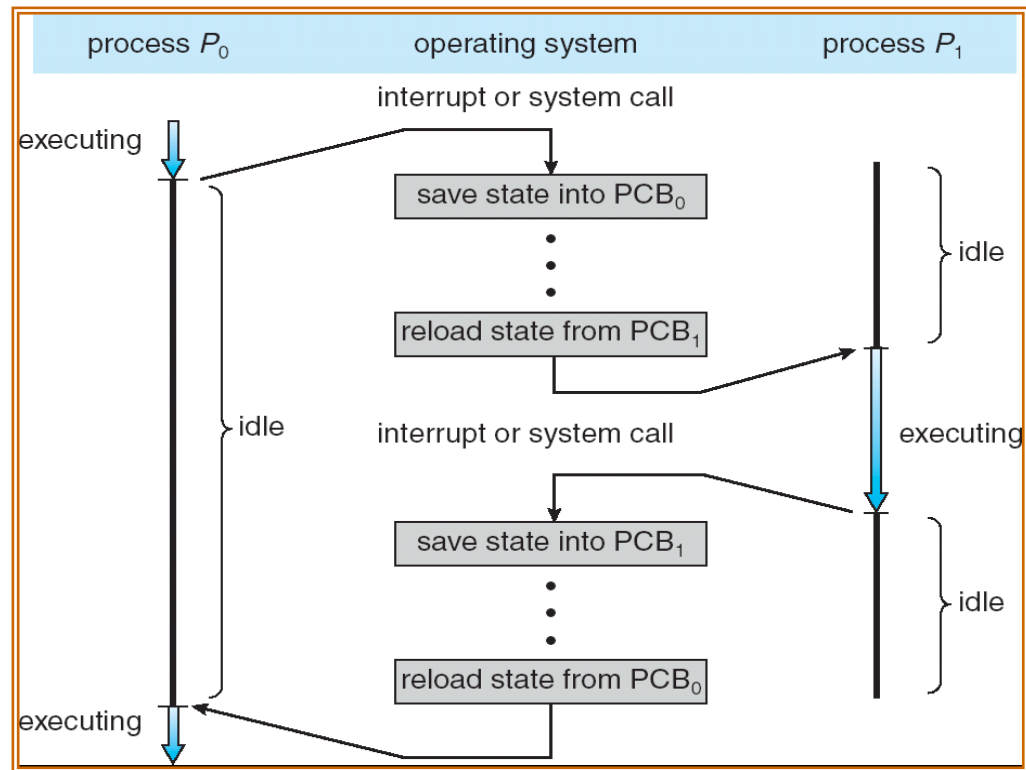 process P₀ operating system process P₁
interrupt or system call
executing
save state into PCB₀
idle
reload state from PCB₁
idle
interrupt or system call
executing
save state into PCB₁
idle
reload state from PCB₀
executing